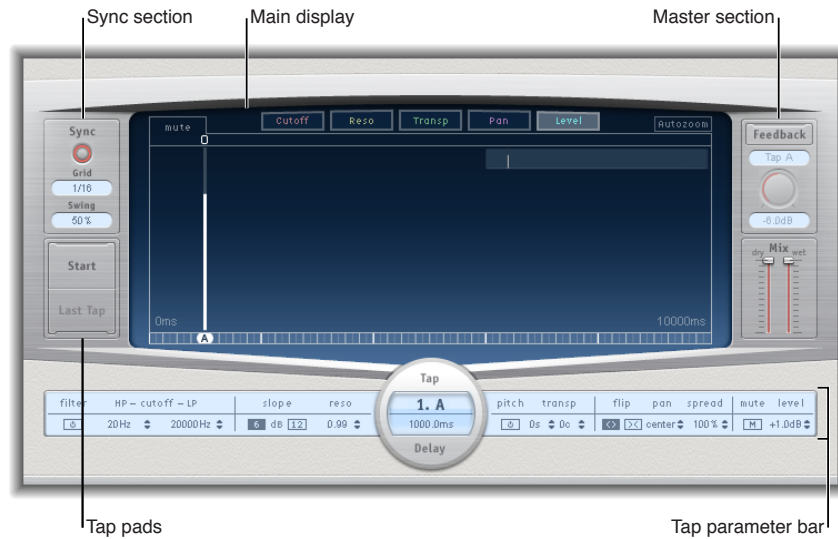 Sync section
Main display
Master section
Sync
Grid
1/16
Swing
50%
Start
Last Tap
mute
Cutoff
Reso
Transp
Pan
Level
Autozoom
0ms
10000ms
A
Feedback
Tap A
-6.0dB
Mix
dry
wet
Tap
1. A
1000.0ms
Delay
filter HP – cutoff – LP slope reso
20Hz 20000Hz 6 dB 12 0.99
pitch transp flip pan spread mute level
0s 0c center 100% M +1.0dB
Tap pads
Tap parameter bar